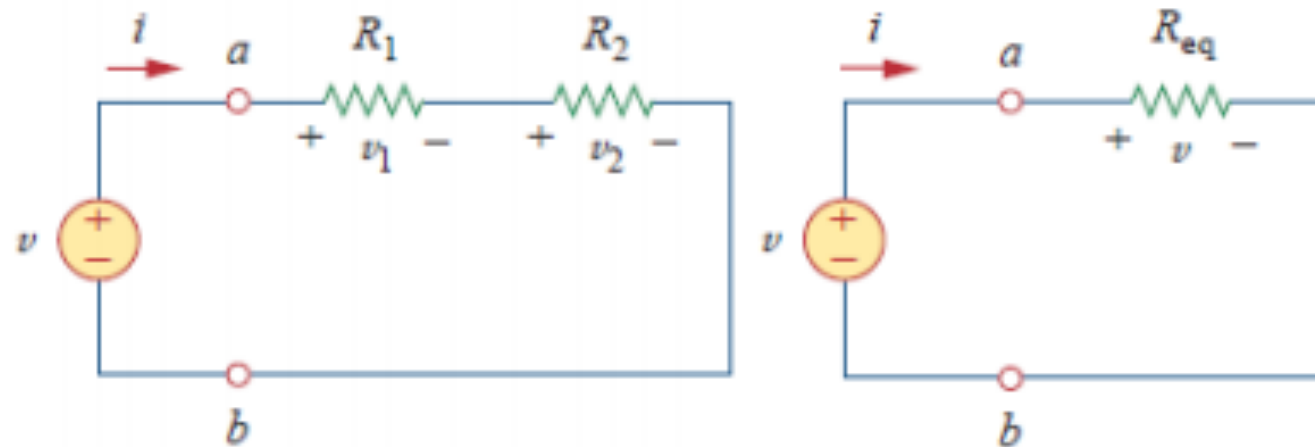 i a R1 R2
+ v1 − + v2 −
v + −
b
i a Req
+ v −
v + −
b